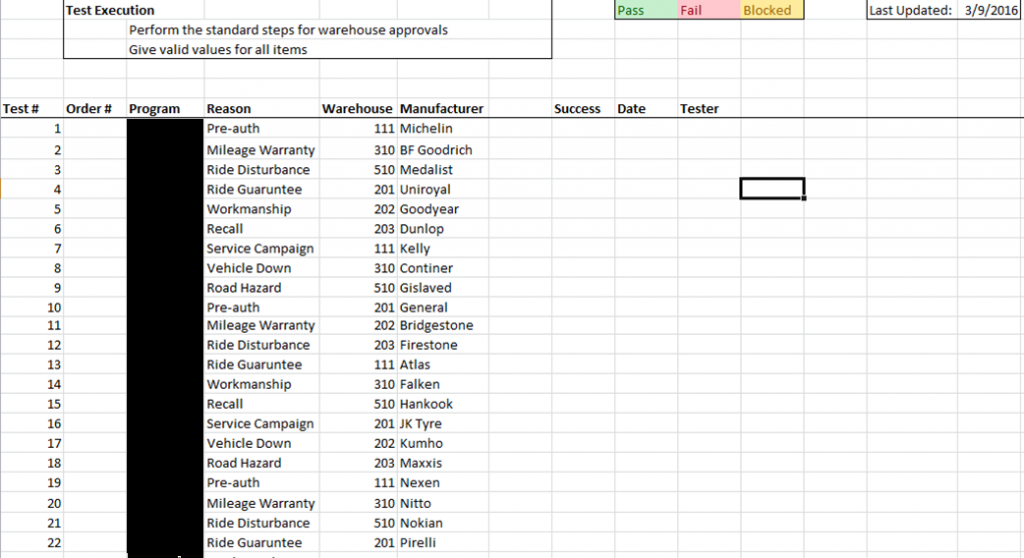 Test Execution Pass Fail Blocked Last Updated: 3/9/2016
Perform the standard steps for warehouse approvals
Give valid values for all items
Test # Order # Program Reason Warehouse Manufacturer Success Date Tester
1 Pre-auth 111 Michelin
2 Mileage Warranty 310 BF Goodrich
3 Ride Disturbance 510 Medalist
4 Ride Guaruntee 201 Uniroyal
5 Workmanship 202 Goodyear
6 Recall 203 Dunlop
7 Service Campaign 111 Kelly
8 Vehicle Down 310 Continer
9 Road Hazard 510 Gislaved
10 Pre-auth 201 General
11 Mileage Warranty 202 Bridgestone
12 Ride Disturbance 203 Firestone
13 Ride Guaruntee 111 Atlas
14 Workmanship 310 Falken
15 Recall 510 Hankook
16 Service Campaign 201 JK Tyre
17 Vehicle Down 202 Kumho
18 Road Hazard 203 Maxxis
19 Pre-auth 111 Nexen
20 Mileage Warranty 310 Nitto
21 Ride Disturbance 510 Nokian
22 Ride Guaruntee 201 Pirelli